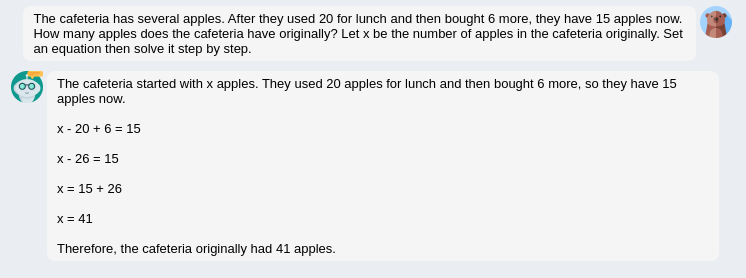 The cafeteria has several apples. After they used 20 for lunch and then bought 6 more, they have 15 apples now.
How many apples does the cafeteria have originally? Let x be the number of apples in the cafeteria originally. Set
an equation then solve it step by step.
The cafeteria started with x apples. They used 20 apples for lunch and then bought 6 more, so they have 15
apples now.
x - 20 + 6 = 15
x - 26 = 15
x = 15 + 26
x = 41
Therefore, the cafeteria originally had 41 apples.